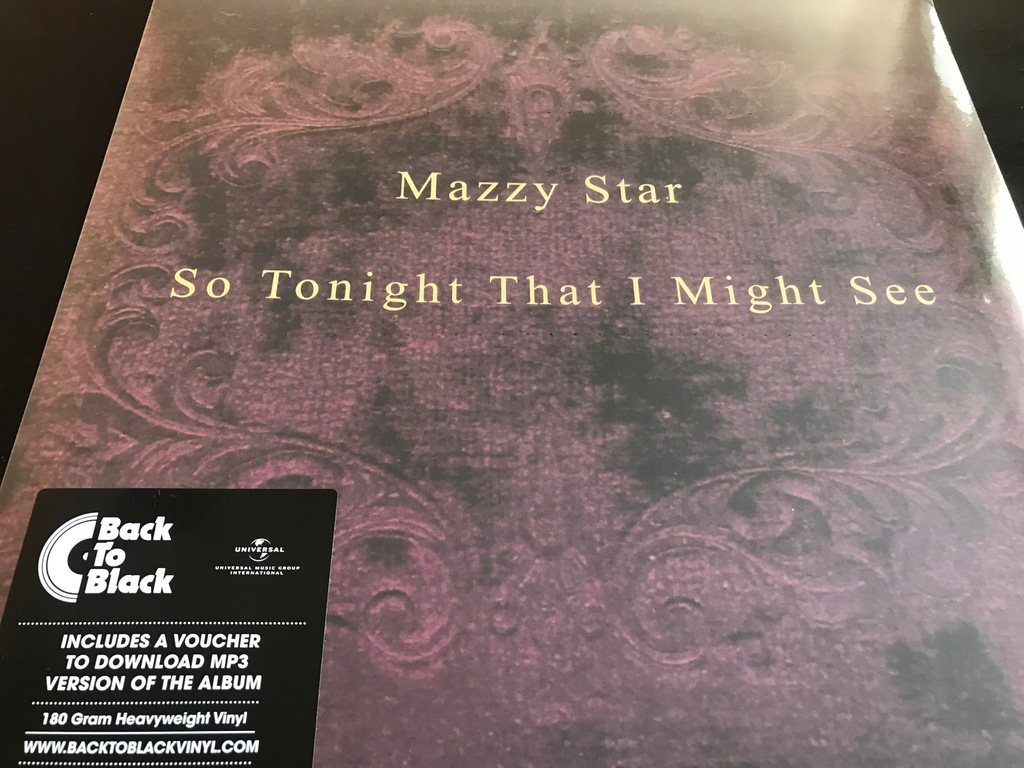 Mazzy Star
So Tonight That I Might See
Back
To
Black
UNIVERSAL
UNIVERSAL MUSIC GROUP
INTERNATIONAL
INCLUDES A VOUCHER
TO DOWNLOAD MP3
VERSION OF THE ALBUM
180 Gram Heavyweight Vinyl
WWW.BACKTOBLACKVINYL.COM